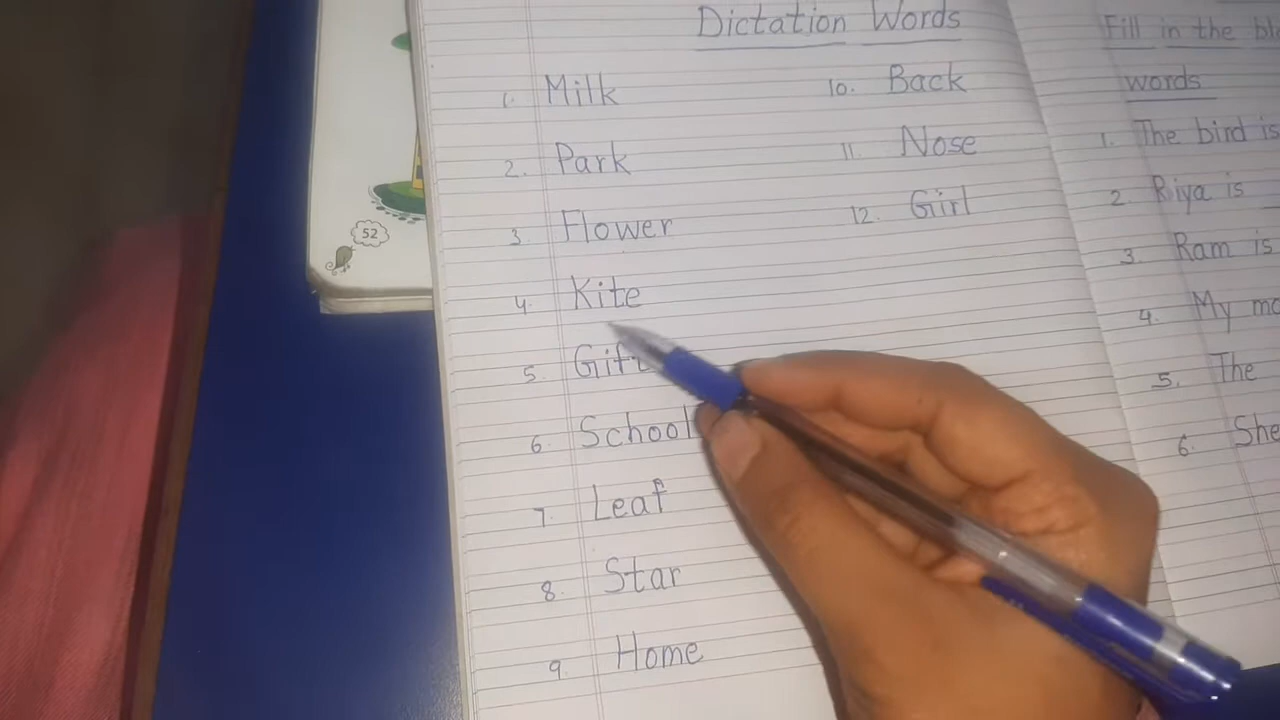 Dictation Words
1. Milk
2. Park
3. Flower
4. Kite
5. Gift
6. School
7. Leaf
8. Star
9. Home
10. Back
11. Nose
12. Girl
Fill in the
words
1. The bird is
2. Riya is
3. Ram is
4. My
5. The
6. She
52